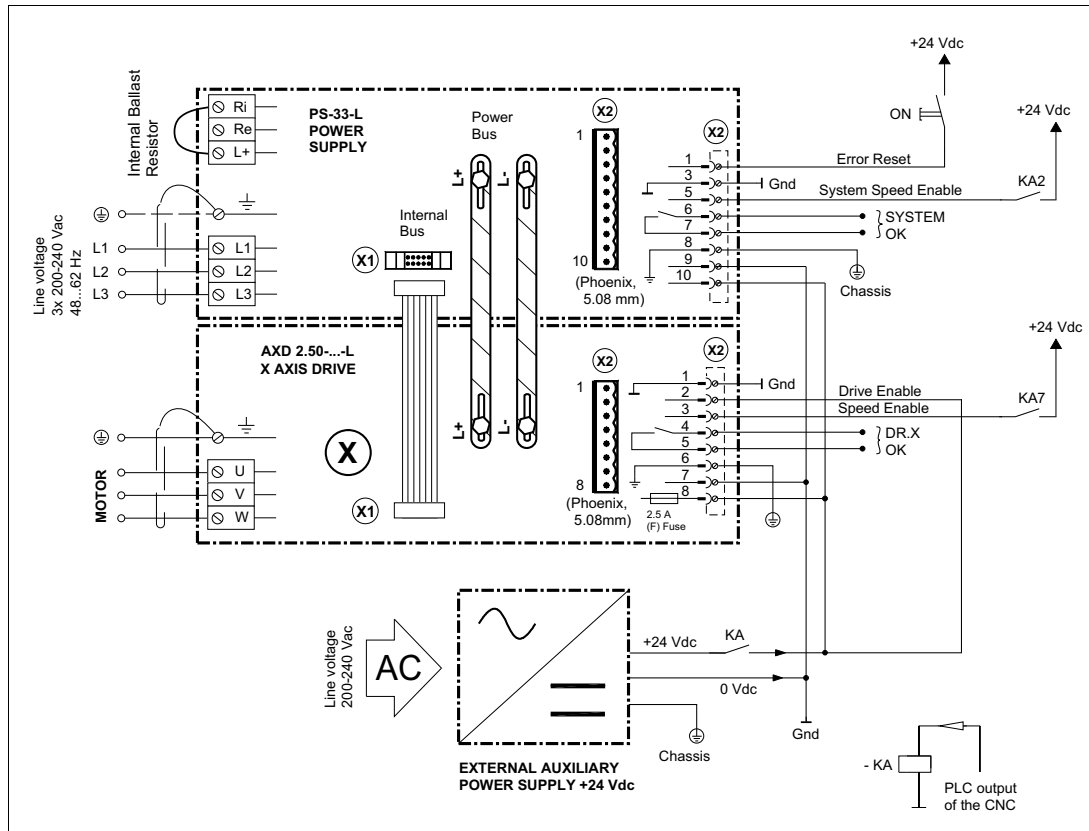 +24 Vdc
+24 Vdc
ON
Internal Ballast
Resistor
Ri
Re
L+
PS-33-L
POWER
SUPPLY
Power
Bus
L+
L-
X2
1
10
(Phoenix,
5.08 mm)
X2
1
3
5
6
7
8
9
10
Error Reset
Gnd
System Speed Enable
KA2
SYSTEM
OK
Chassis
Line voltage
3x 200-240 Vac
48...62 Hz
L1
L2
L3
L1
L2
L3
Internal
Bus
X1
AXD 2.50-...-L
X AXIS DRIVE
X
X1
L+
L-
X2
1
8
(Phoenix,
5.08mm)
X2
1
2
3
4
5
6
7
8
2.5 A
(F) Fuse
Gnd
Drive Enable
Speed Enable
+24 Vdc
KA7
DR.X
OK
MOTOR
U
V
W
Line voltage
200-240 Vac
AC
+24 Vdc
KA
0 Vdc
Chassis
Gnd
EXTERNAL AUXILIARY
POWER SUPPLY +24 Vdc
- KA
PLC output
of the CNC